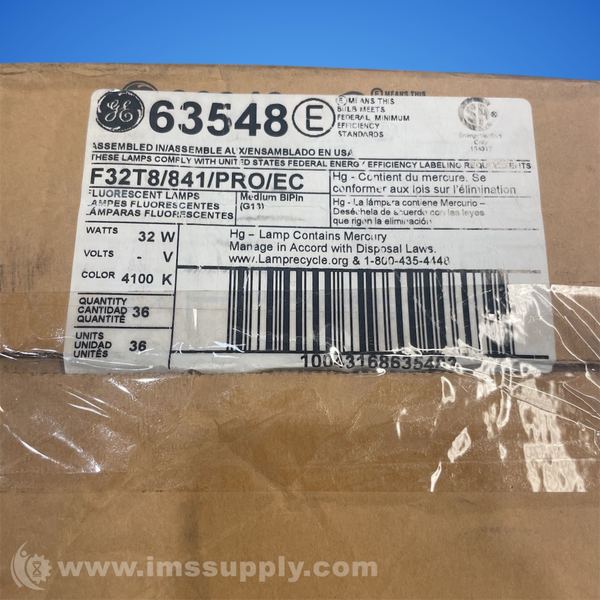 MEANS THIS
GE 63548 E
E MEANS THIS
BULB MEETS
FEDERAL MINIMUM
EFFICIENCY
STANDARDS
ASSEMBLED IN/ASSEMBLE AUX/ENSAMBLADO EN USA
THESE LAMPS COMPLY WITH UNITED STATES FEDERAL ENERGY EFFICIENCY LABELING REQUIREMENTS
F32T8/841/PRO/EC
FLUORESCENT LAMPS
LAMPES FLUORESCENTES
LÁMPARAS FLUORESCENTES
Medium BiPin
(G13)
Hg - Contient du mercure. Se
conformer aux lois sur l'élimination
Hg - La lámpara contiene Mercurio -
Deséchela de acuerdo con las leyes
que rigen la eliminación
WATTS 32 W
VOLTS - V
COLOR 4100 K
Hg – Lamp Contains Mercury
Manage in Accord with Disposal Laws.
www.Lamprecycle.org & 1-800-435-4448
QUANTITY
CANTIDAD 36
QUANTITÉ
UNITS
UNIDAD 36
UNITÉS
www.imssupply.com